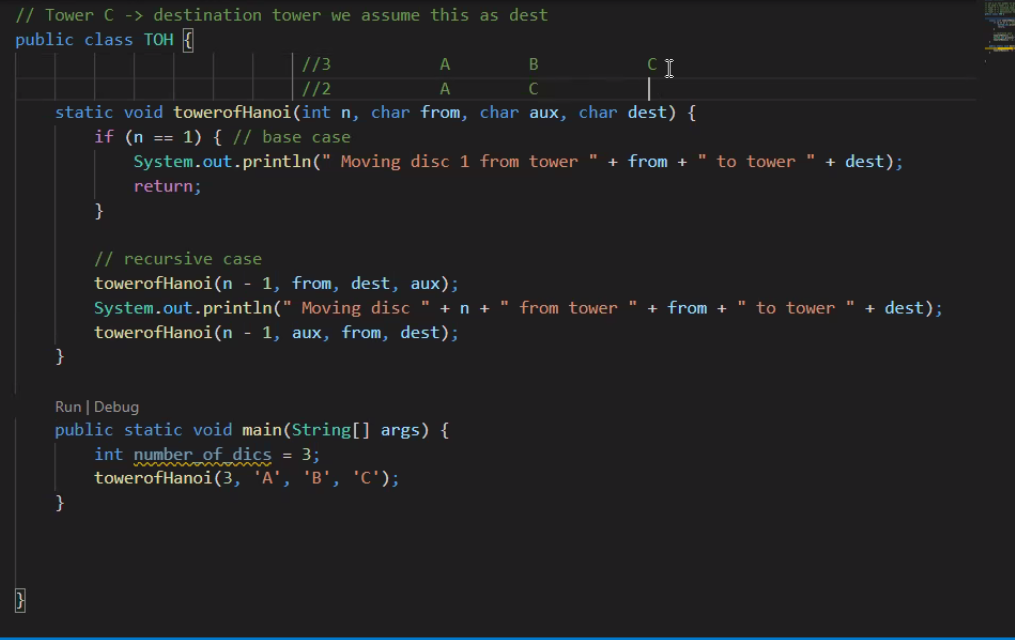 // Tower C -> destination tower we assume this as dest
public class TOH {
//3 A B C
//2 A C
static void towerofHanoi(int n, char from, char aux, char dest) {
if (n == 1) { // base case
System.out.println(" Moving disc 1 from tower " + from + " to tower " + dest);
return;
}
// recursive case
towerofHanoi(n - 1, from, dest, aux);
System.out.println(" Moving disc " + n + " from tower " + from + " to tower " + dest);
towerofHanoi(n - 1, aux, from, dest);
}
Run | Debug
public static void main(String[] args) {
int number_of_dics = 3;
towerofHanoi(3, 'A', 'B', 'C');
}
}